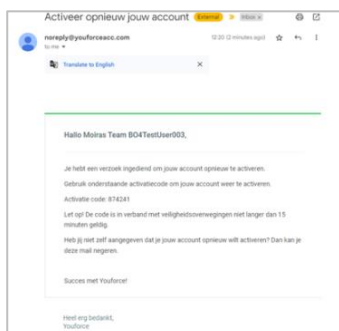 Activeer opnieuw jouw account External Inbox x
noreply@youforceacc.com 12:20 (2 minutes ago)
to me
Translate to English
Hallo Moiras Team BO4TestUser003,
Je hebt een verzoek ingediend om jouw account opnieuw te activeren.
Gebruik onderstaande activatiecode om jouw account weer te activeren.
Activatie code: 874241
Let op! De code is in verband met veiligheidsoverwegingen niet langer dan 15
minuten geldig.
Heb jij niet zelf aangegeven dat je jouw account opnieuw wilt activeren? Dan kan je
deze mail negeren.
Succes met Youforce!
Heel erg bedankt,
Youforce